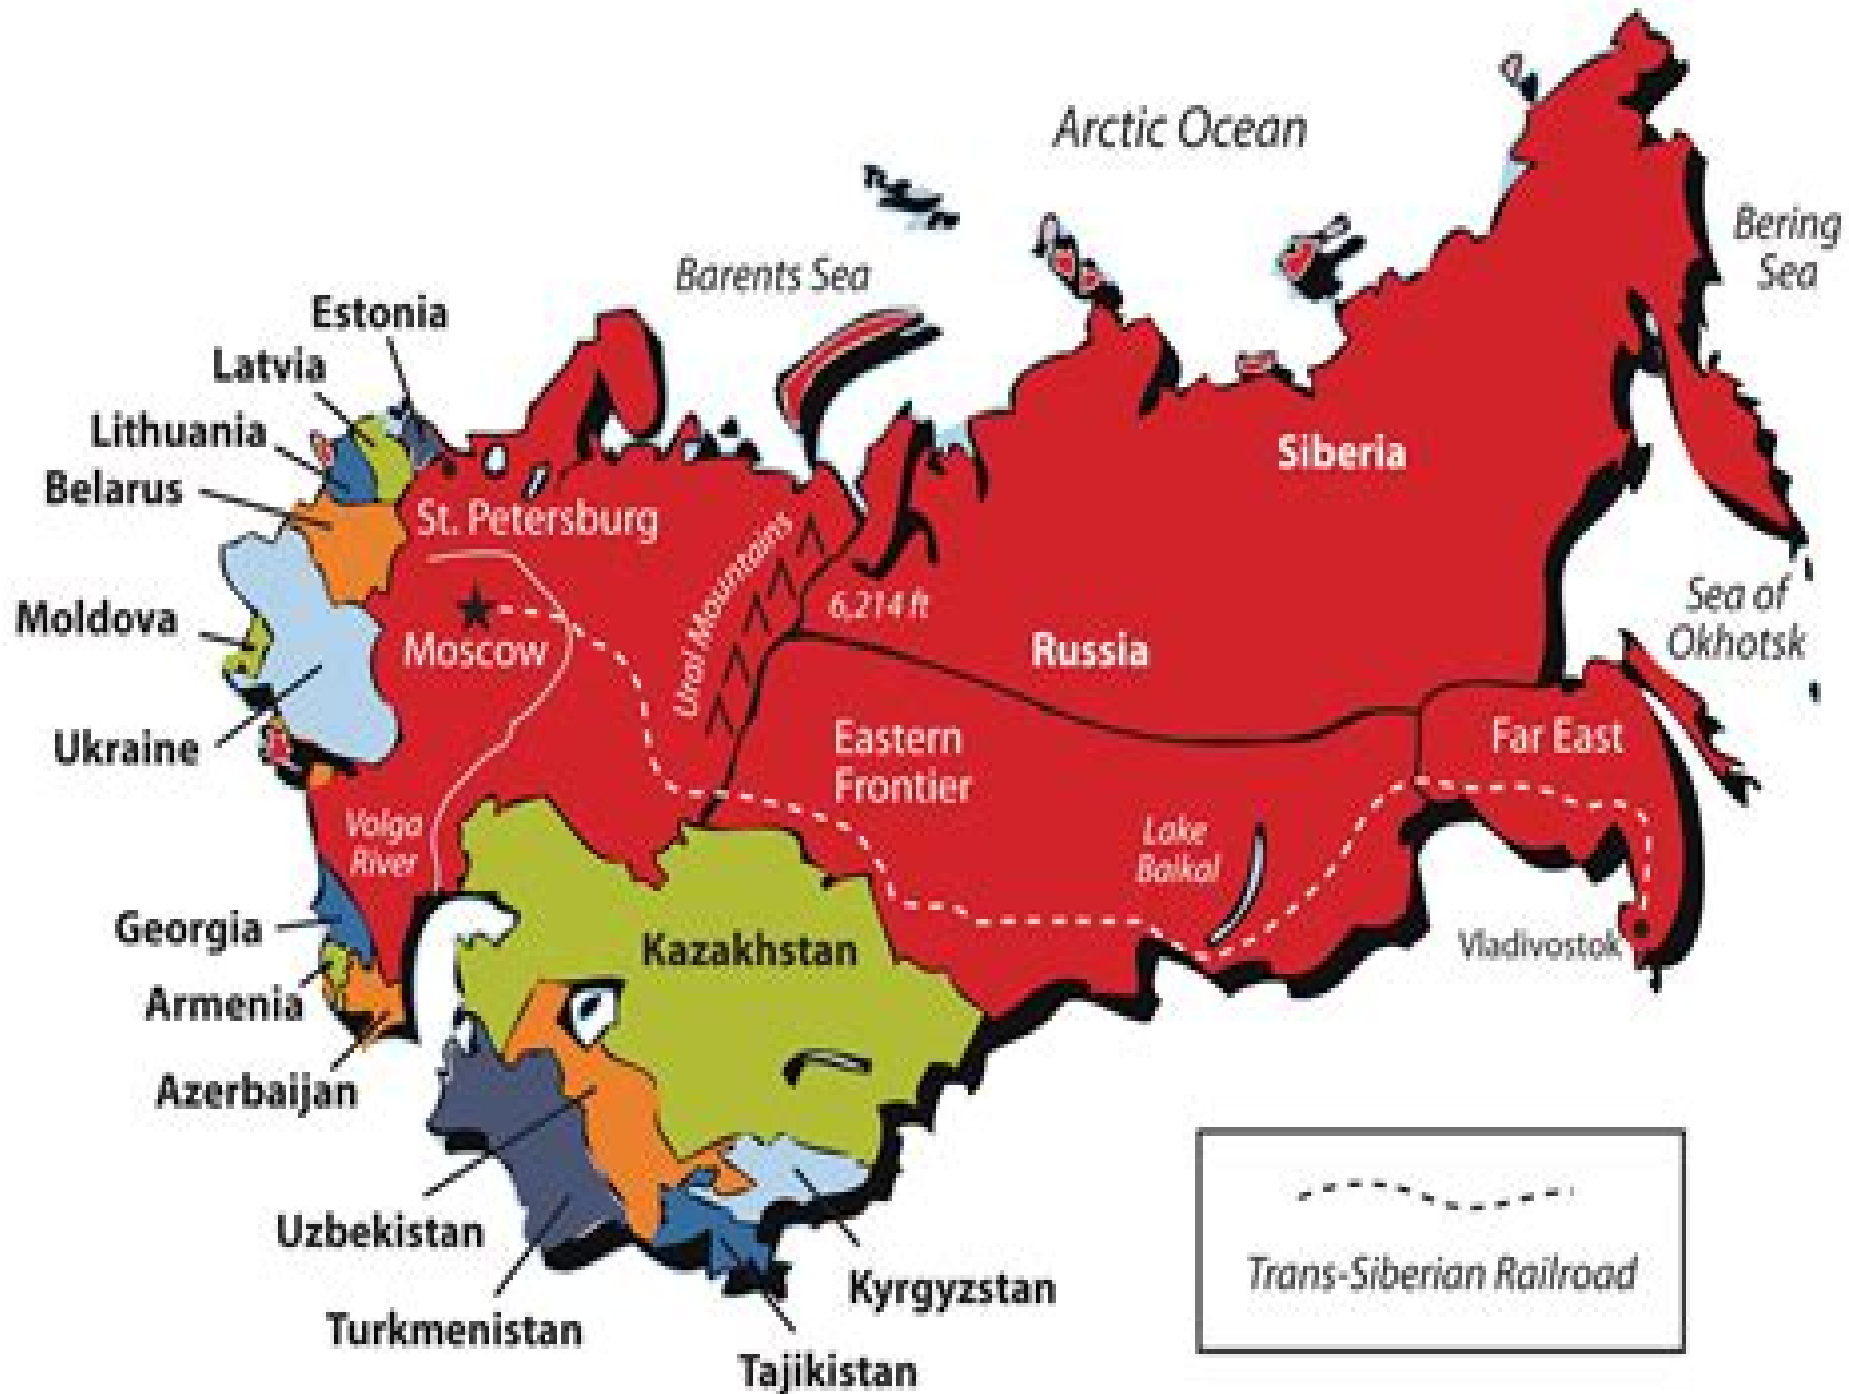 Arctic Ocean
Bering
Sea
Barents Sea
Estonia
Latvia
Lithuania
Belarus
Siberia
St. Petersburg
Ural Mountains
6,214 ft
Sea of
Okhotsk
Moldova
Moscow
Russia
Ukraine
Eastern
Frontier
Far East
Volga
River
Lake
Baikal
Georgia
Kazakhstan
Vladivostok
Armenia
Azerbaijan
Uzbekistan
Turkmenistan
Kyrgyzstan
Tajikistan
Trans-Siberian Railroad